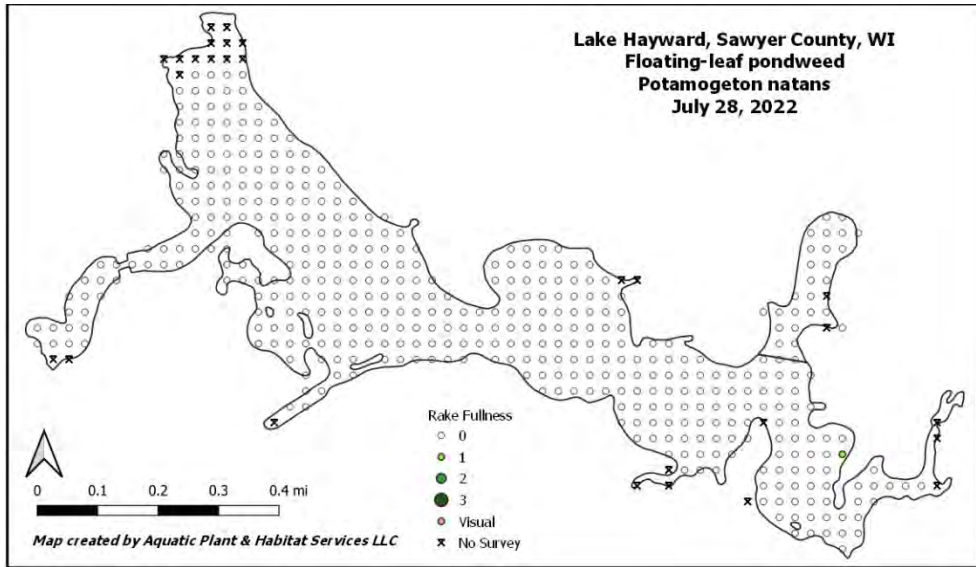 Lake Hayward, Sawyer County, WI
Floating-leaf pondweed
Potamogeton natans
July 28, 2022
Rake Fullness
0
1
2
3
Visual
No Survey
0 0.1 0.2 0.3 0.4 mi
Map created by Aquatic Plant & Habitat Services LLC